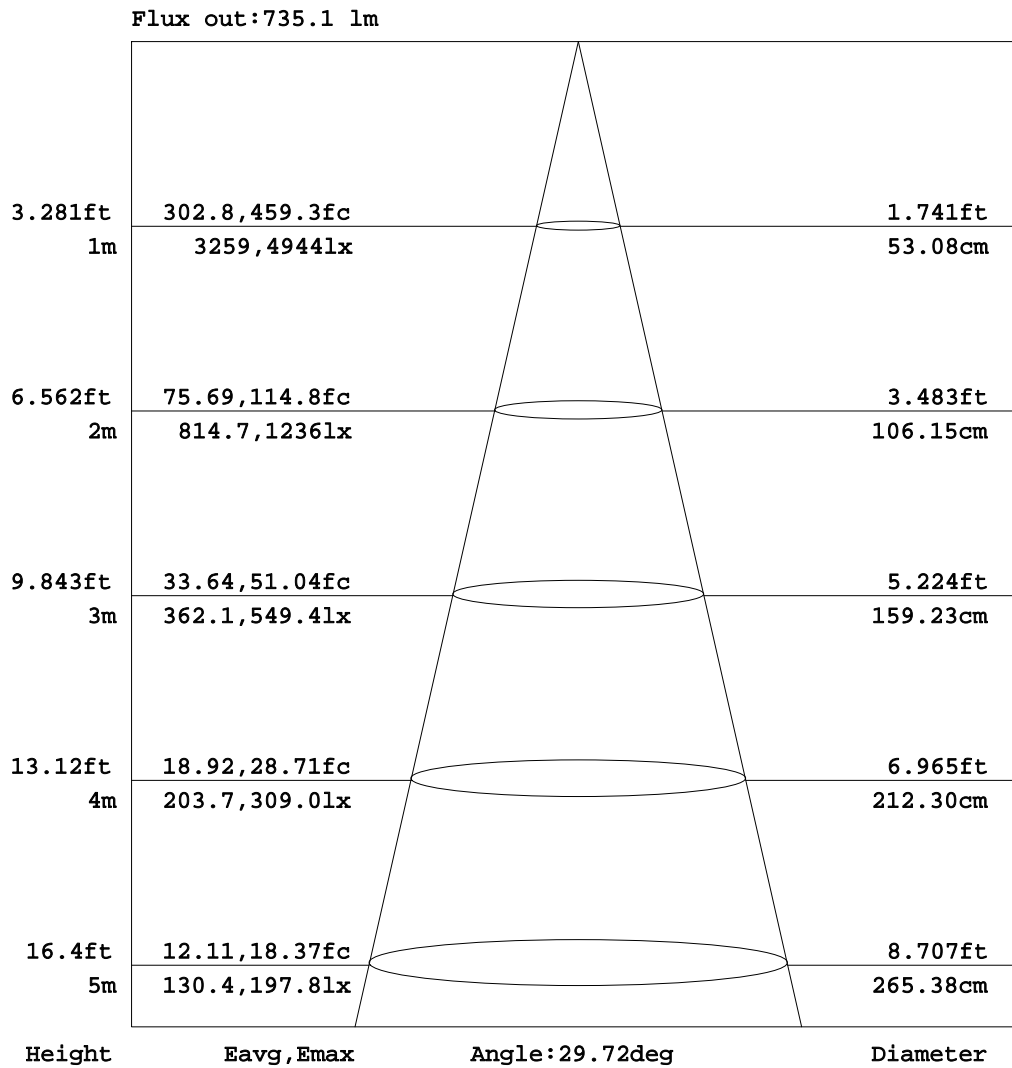 Flux out:735.1 lm
3.281ft 302.8,459.3fc 1.741ft
1m 3259,4944lx 53.08cm
6.562ft 75.69,114.8fc 3.483ft
2m 814.7,1236lx 106.15cm
9.843ft 33.64,51.04fc 5.224ft
3m 362.1,549.4lx 159.23cm
13.12ft 18.92,28.71fc 6.965ft
4m 203.7,309.0lx 212.30cm
16.4ft 12.11,18.37fc 8.707ft
5m 130.4,197.8lx 265.38cm
Height Eavg,Emax Angle:29.72deg Diameter